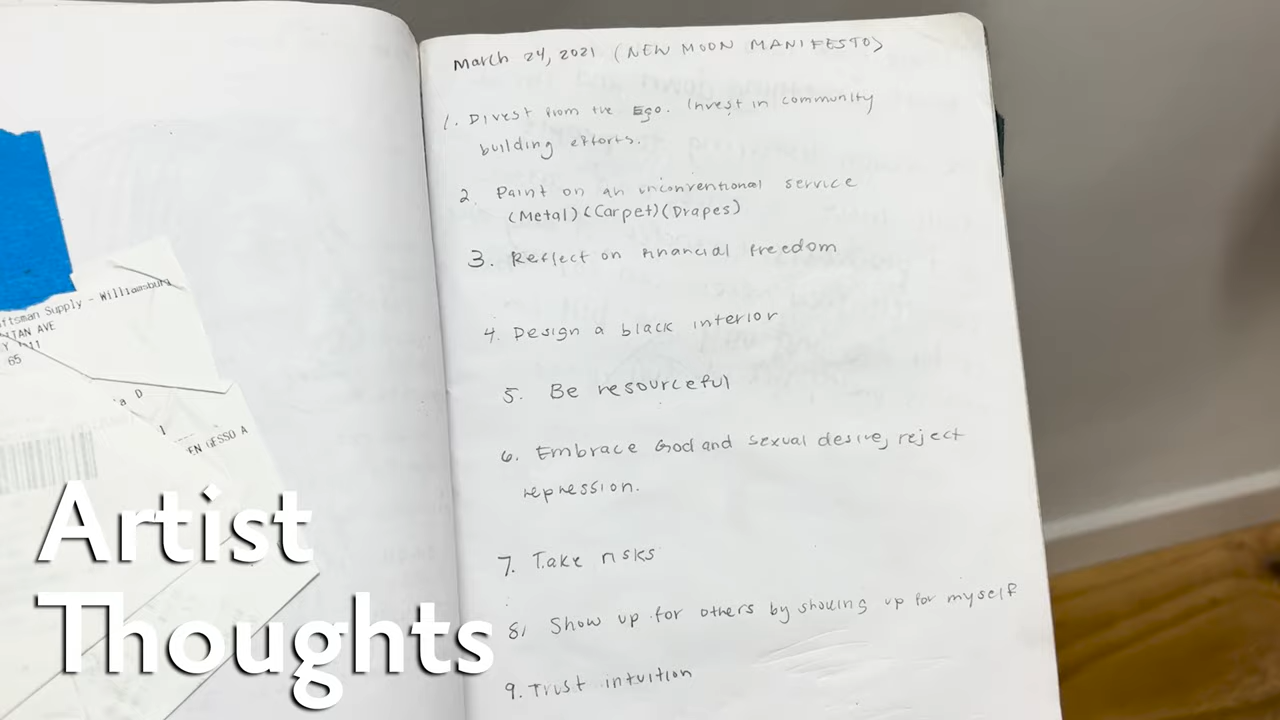 March 24, 2021 (NEW MOON MANIFESTO)
1. Divest from the Ego. Invest in community
building efforts.
2. Paint on an unconventional service
(Metal) (Carpet) (Drapes)
3. Reflect on financial freedom
4. Design a black interior
5. Be resourceful
6. Embrace God and sexual desire, reject
repression.
7. Take risks
8. Show up for others by showing up for myself
9. Trust intuition
ftsman Supply - Williamsburg
TAN AVE
65
D
EN GESSO A
Artist
Thoughts